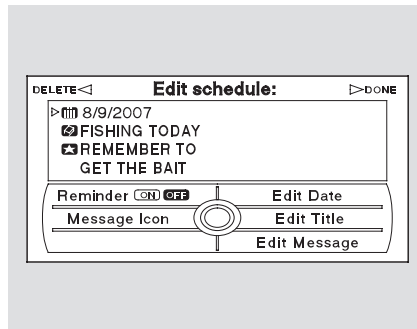 DELETE Edit schedule: DONE
8/9/2007
FISHING TODAY
REMEMBER TO
GET THE BAIT
Reminder ON OFF Edit Date
Message Icon Edit Title
Edit Message